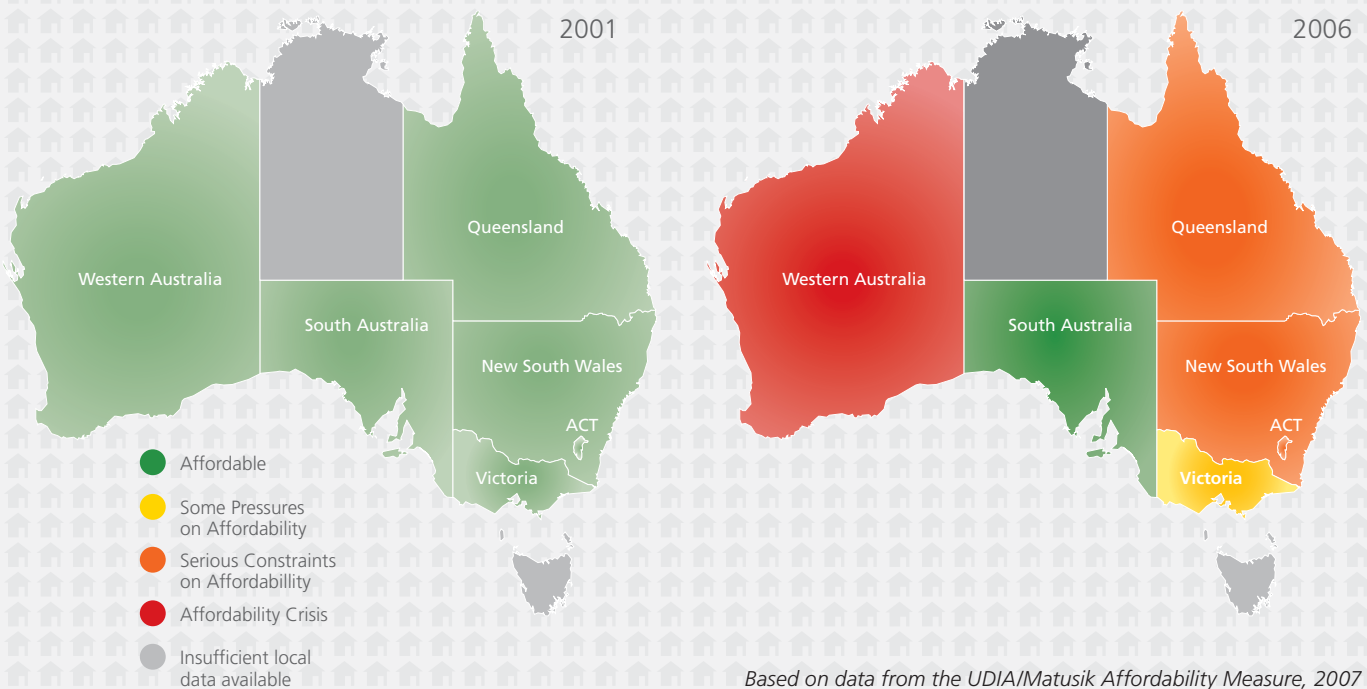 2001
Queensland
Western Australia
South Australia
New South Wales
ACT
Victoria
Affordable
Some Pressures
on Affordability
Serious Constraints
on Affordabillity
Affordability Crisis
Insufficient local
data available
2006
Queensland
Western Australia
South Australia
New South Wales
ACT
Victoria
Based on data from the UDIA/Matusik Affordability Measure, 2007